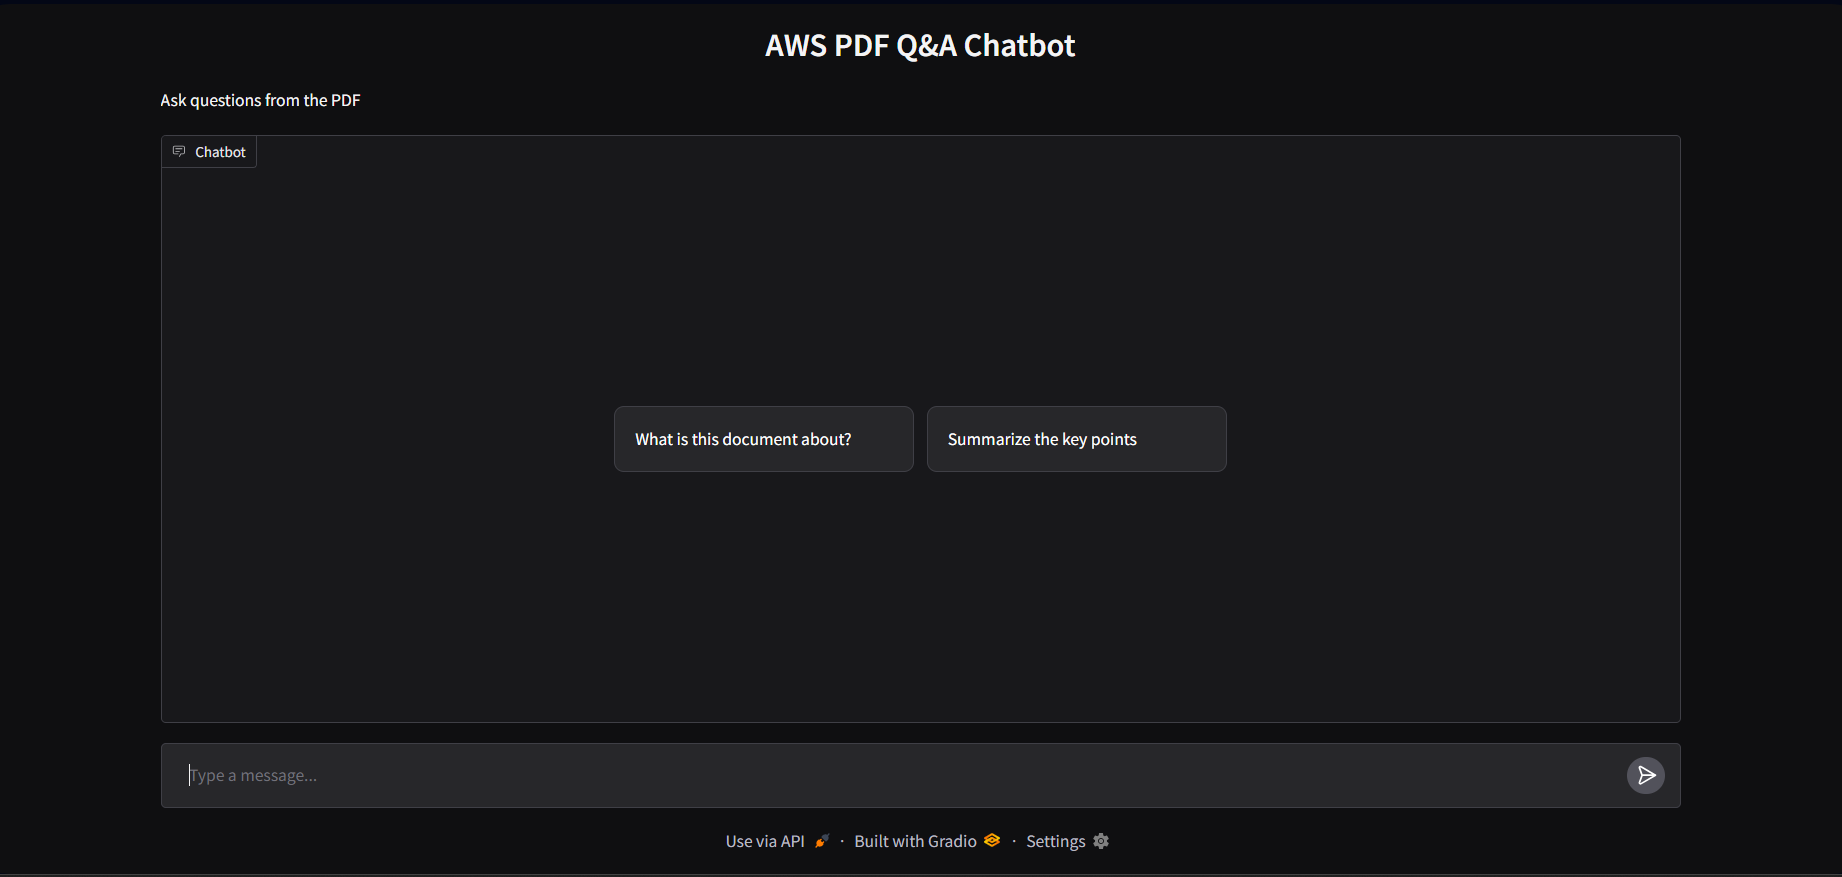 AWS PDF Q&A Chatbot
Ask questions from the PDF
Chatbot
What is this document about?
Summarize the key points
Type a message...
Use via API · Built with Gradio · Settings